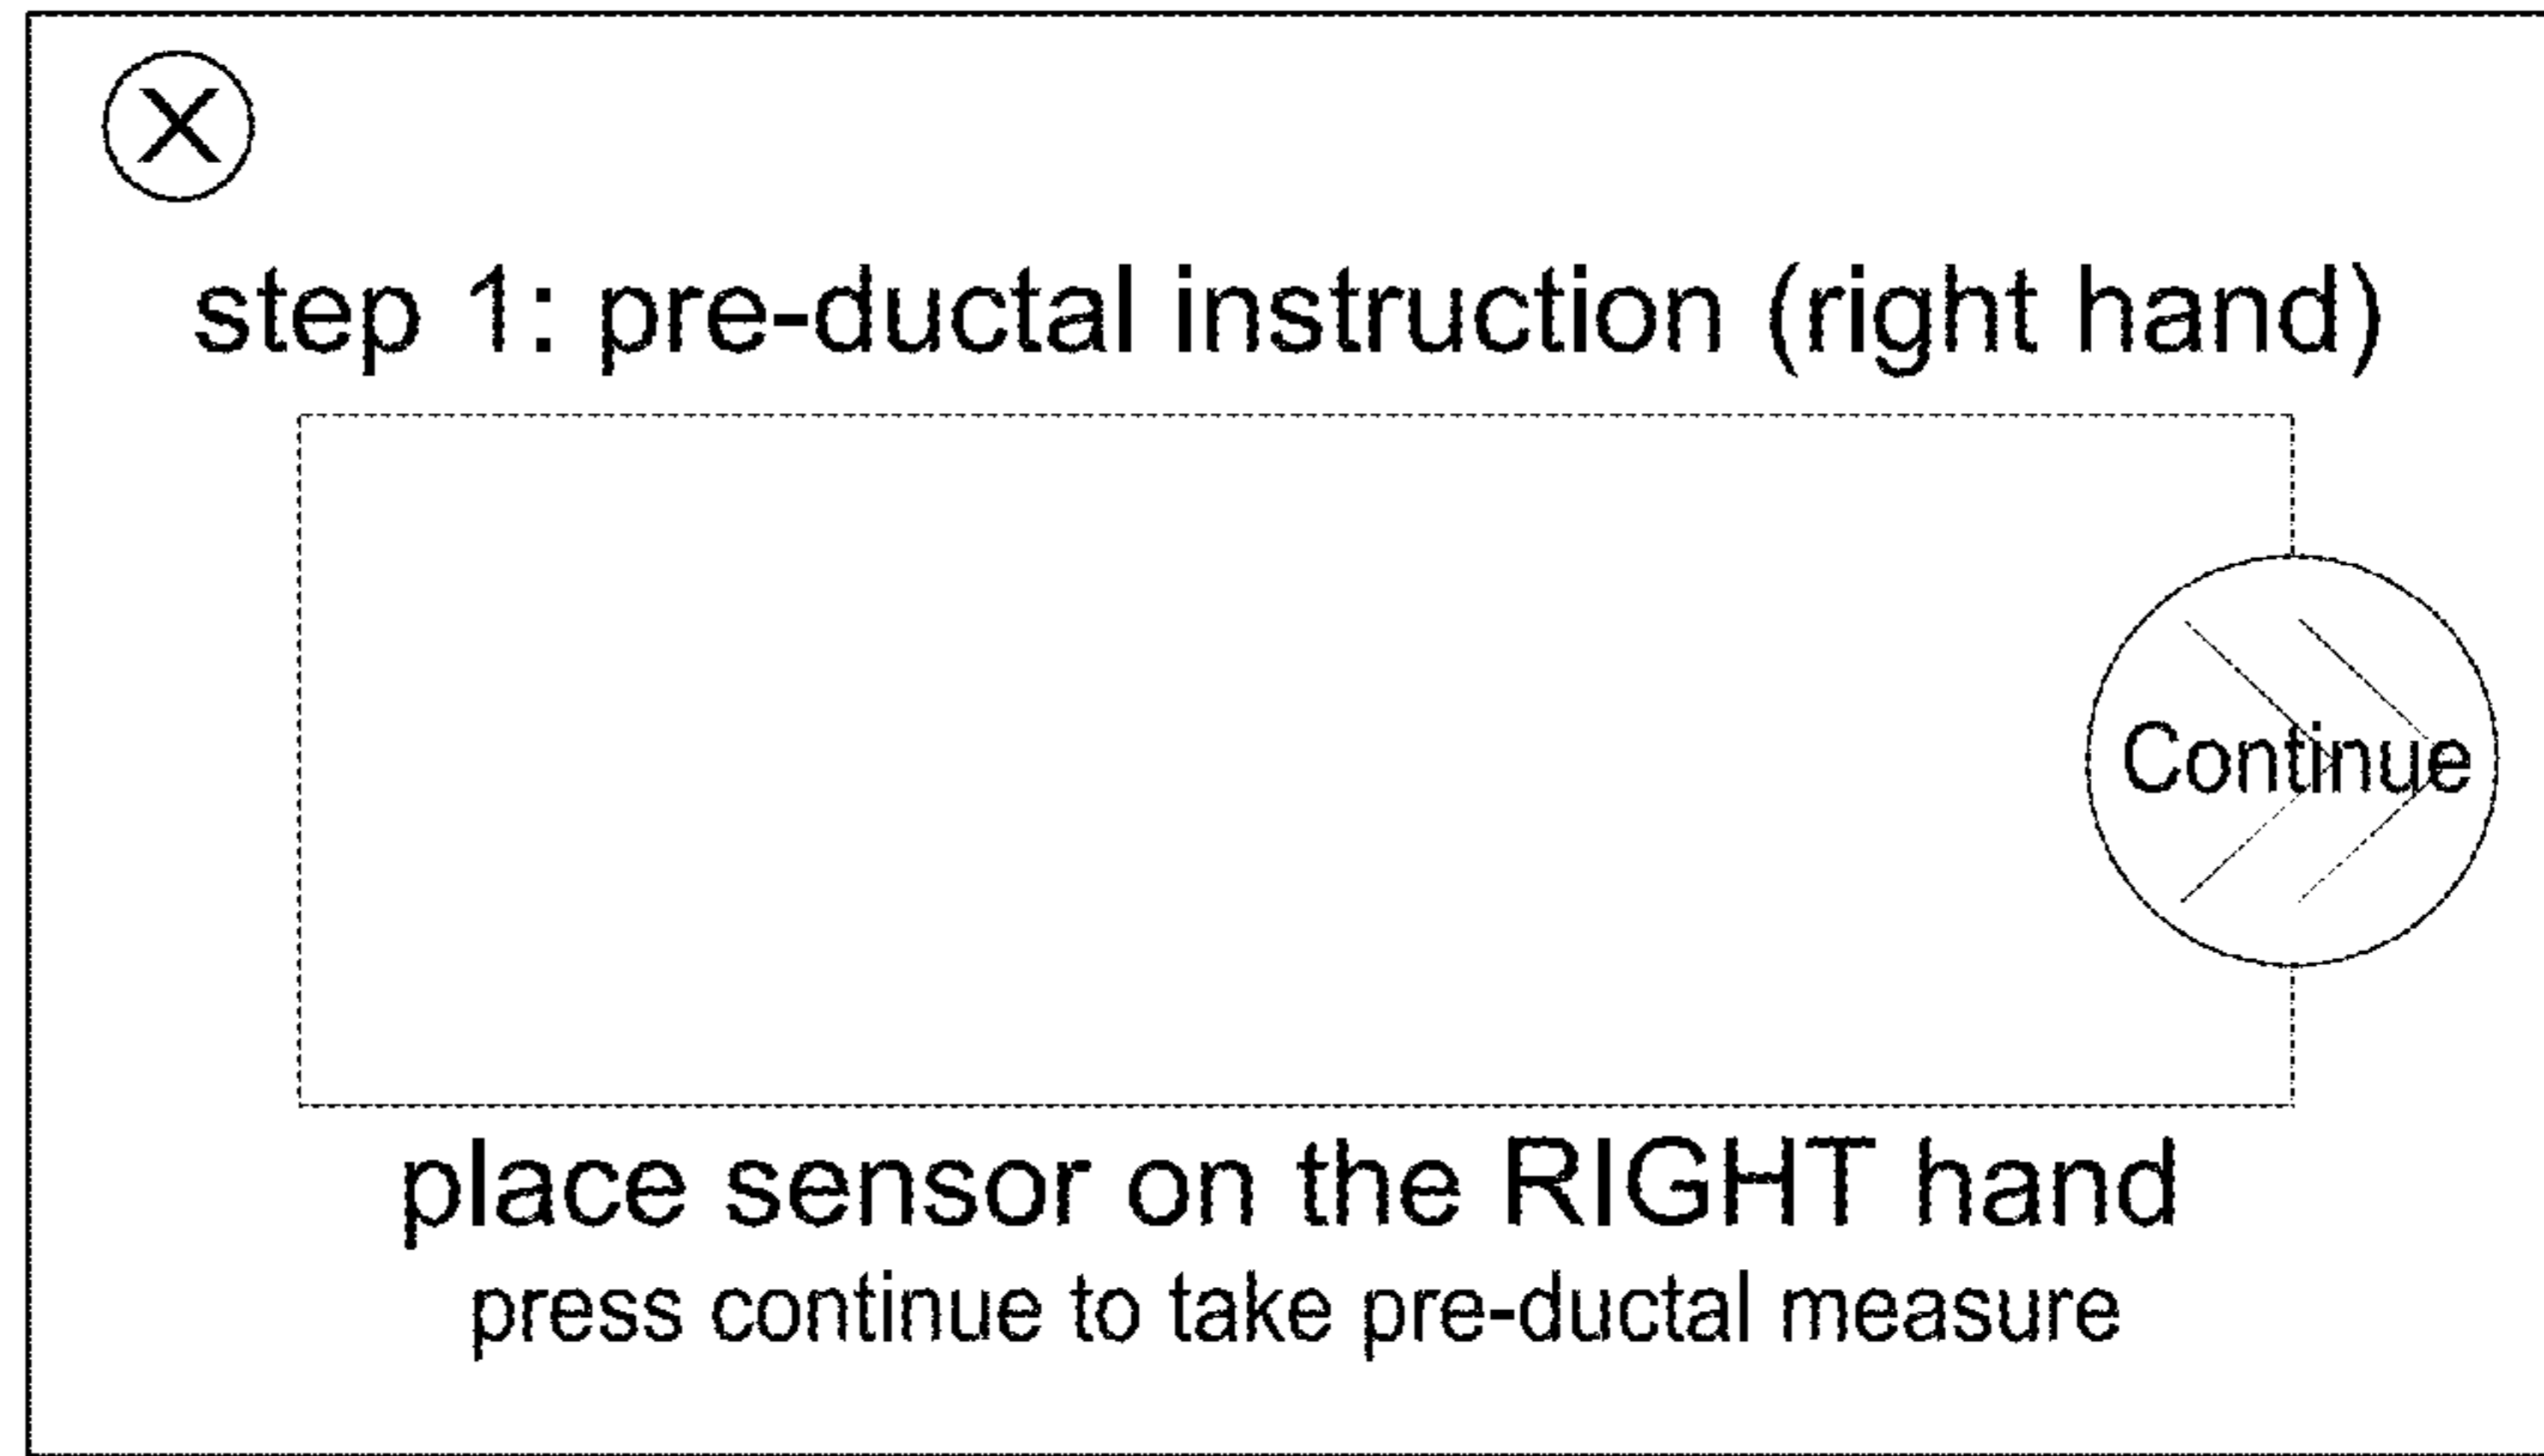 X
step 1: pre-ductal instruction (right hand)
Continue
place sensor on the RIGHT hand
press continue to take pre-ductal measure